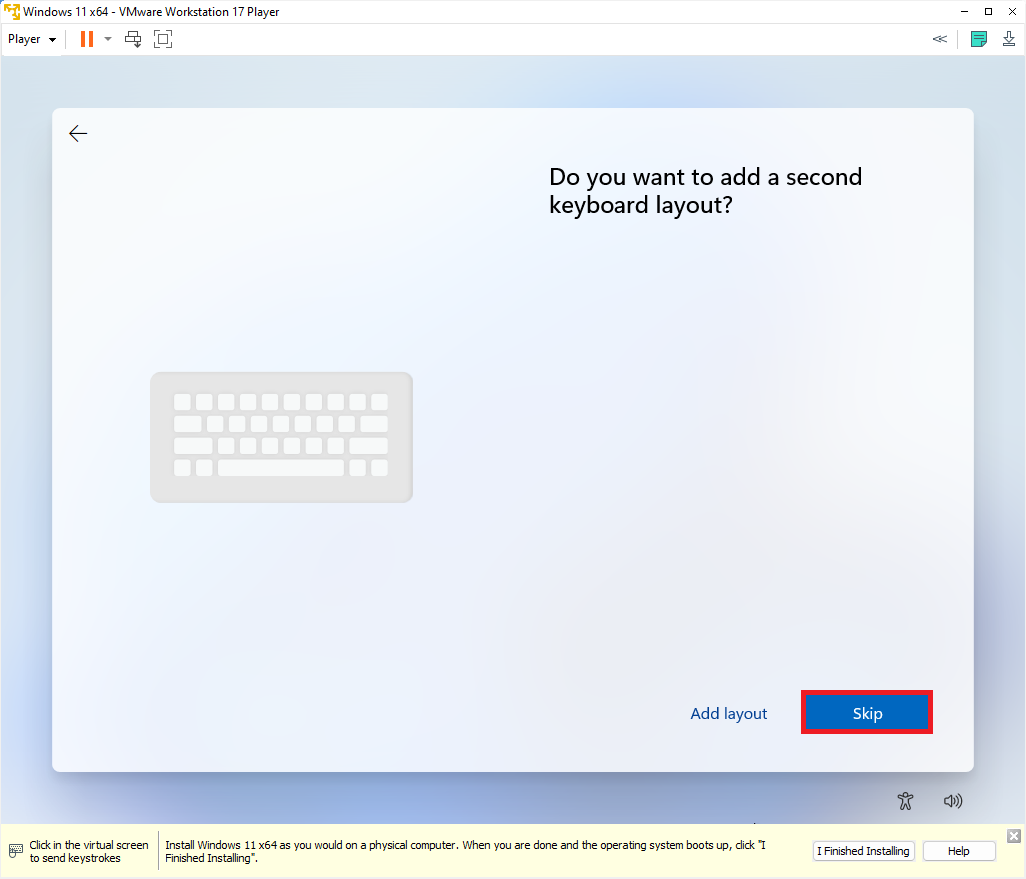 Windows 11 x64 - VMware Workstation 17 Player
Player
Do you want to add a second
keyboard layout?
Add layout
Skip
Click in the virtual screen
to send keystrokes
Install Windows 11 x64 as you would on a physical computer. When you are done and the operating system boots up, click "I
Finished Installing".
I Finished Installing
Help